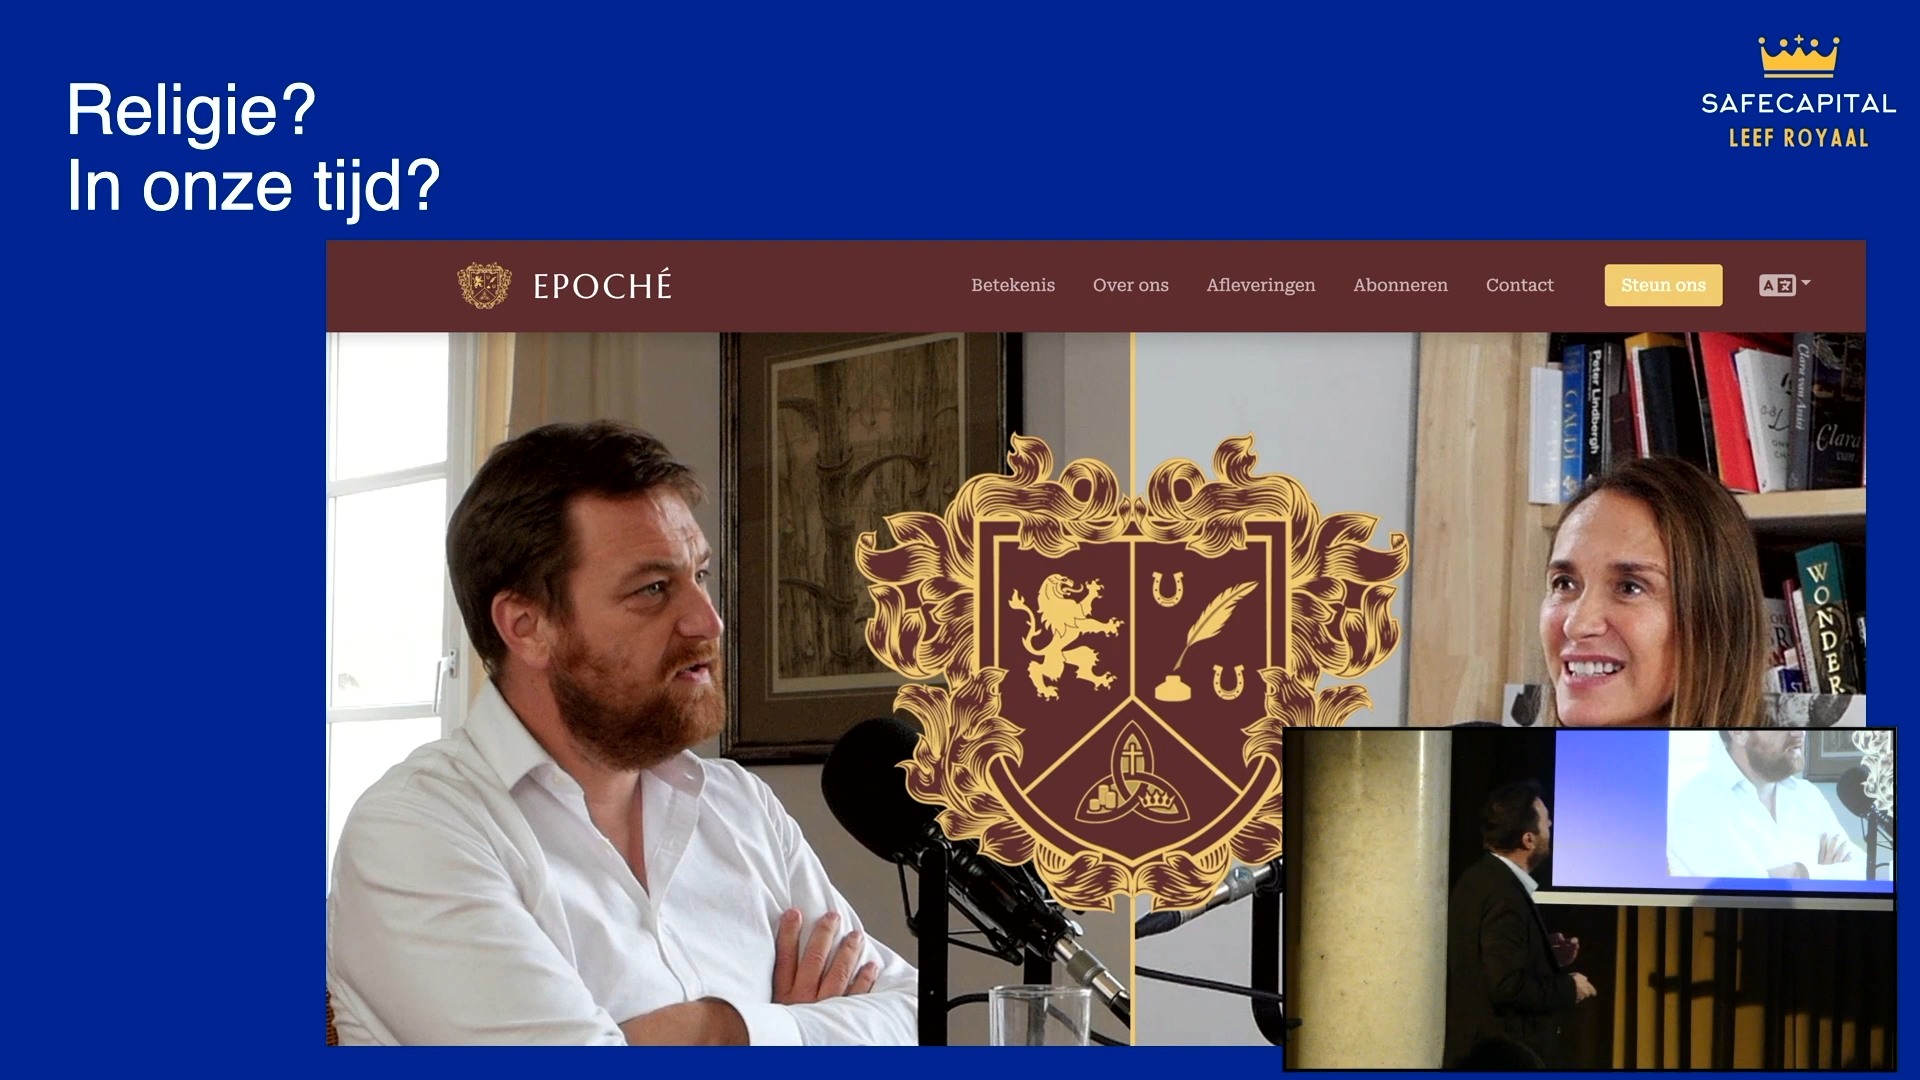 Religie?
In onze tijd?
SAFECAPITAL
LEEF ROYAAL
EPOCHÉ
Betekenis
Over ons
Afleveringen
Abonneren
Contact
Steun ons
A
GAUDÍ
Peter Lindbergh
Clara
WONDER